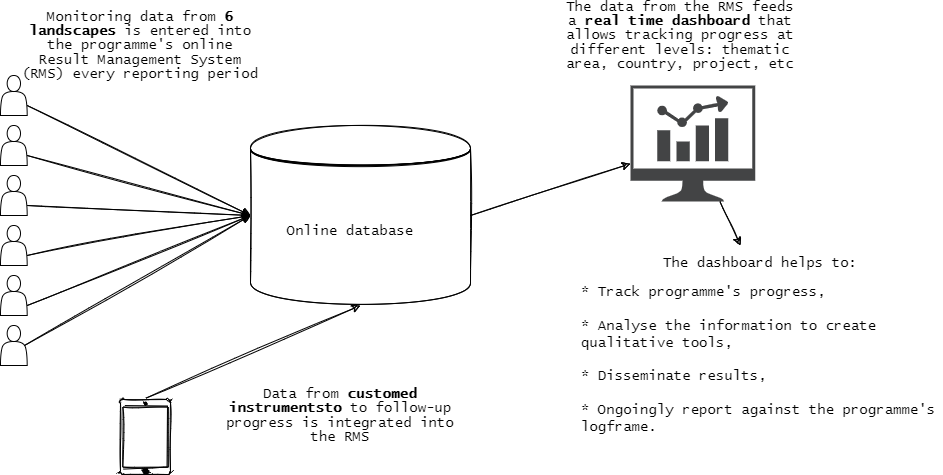 Monitoring data from 6
landscapes is entered into
the programme's online
Result Management System
(RMS) every reporting period
The data from the RMS feeds
a real time dashboard that
allows tracking progress at
different levels: thematic
area, country, project, etc
Online database
The dashboard helps to:
* Track programme's progress,
* Analyse the information to create
qualitative tools,
* Disseminate results,
* Ongoingly report against the programme's
logframe.
Data from customed
instrumentsto to follow-up
progress is integrated into
the RMS